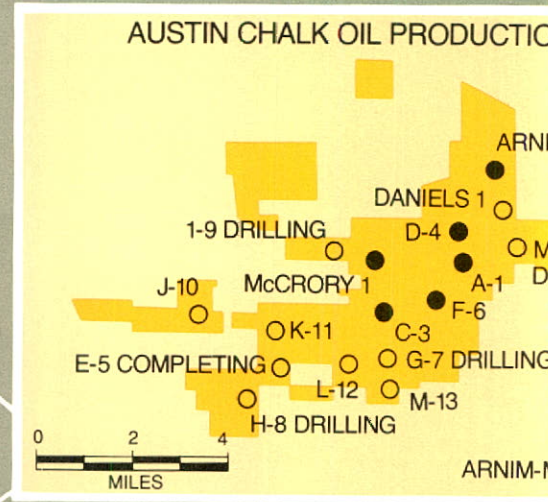 AUSTIN CHALK OIL PRODUCTIO
ARNI
DANIELS 1
1-9 DRILLING
D-4
M
D
McCRORY 1
A-1
J-10
F-6
C-3
K-11
G-7 DRILLING
E-5 COMPLETING
L-12
M-13
H-8 DRILLING
0 2 4
MILES
ARNIM-M